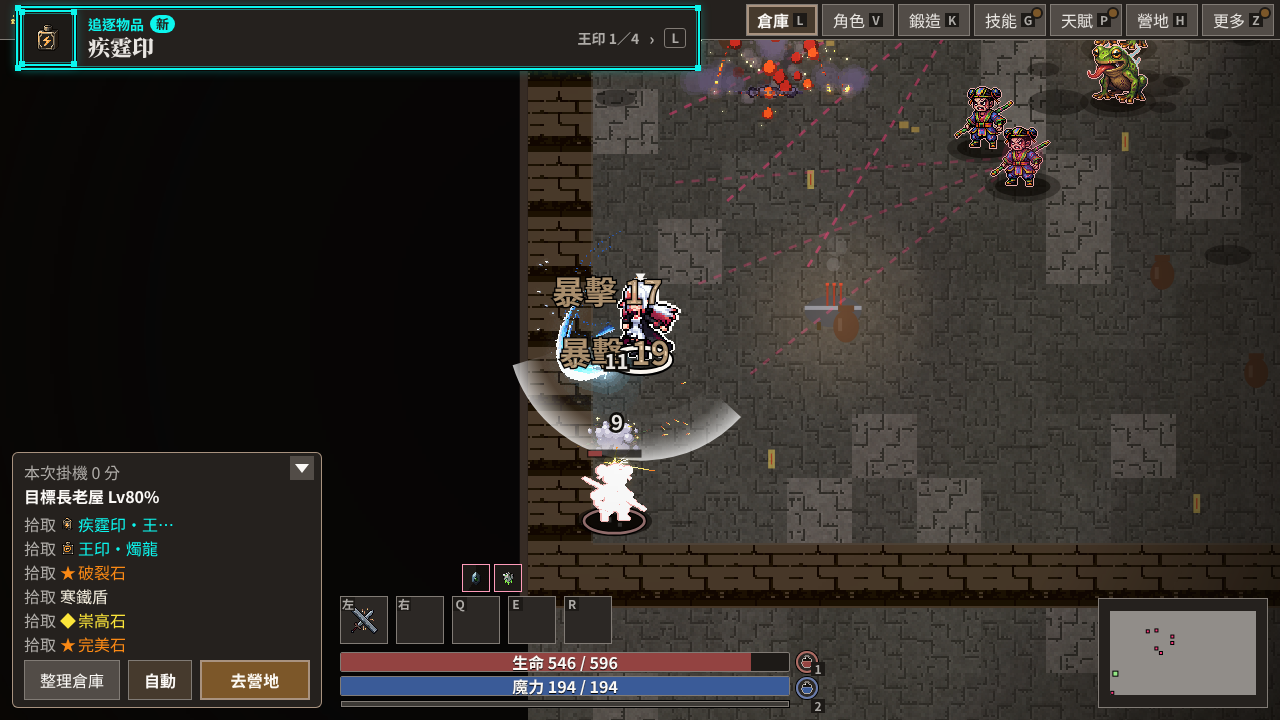 追逐物品 新
疾霆印
王印 1／4 › L
倉庫 L
角色 V
鍛造 K
技能 G
天賦 P
營地 H
更多 Z
暴擊 17
暴擊 19
11
9
本次掛機 0 分
目標長老屋 Lv80%
拾取 疾霆印・王⋯
拾取 王印・燭龍
拾取 ★破裂石
拾取 寒鐵盾
拾取 ◆崇高石
拾取 ★完美石
整理倉庫
自動
去營地
左
右
Q
E
R
生命 546 / 596
1
魔力 194 / 194
2